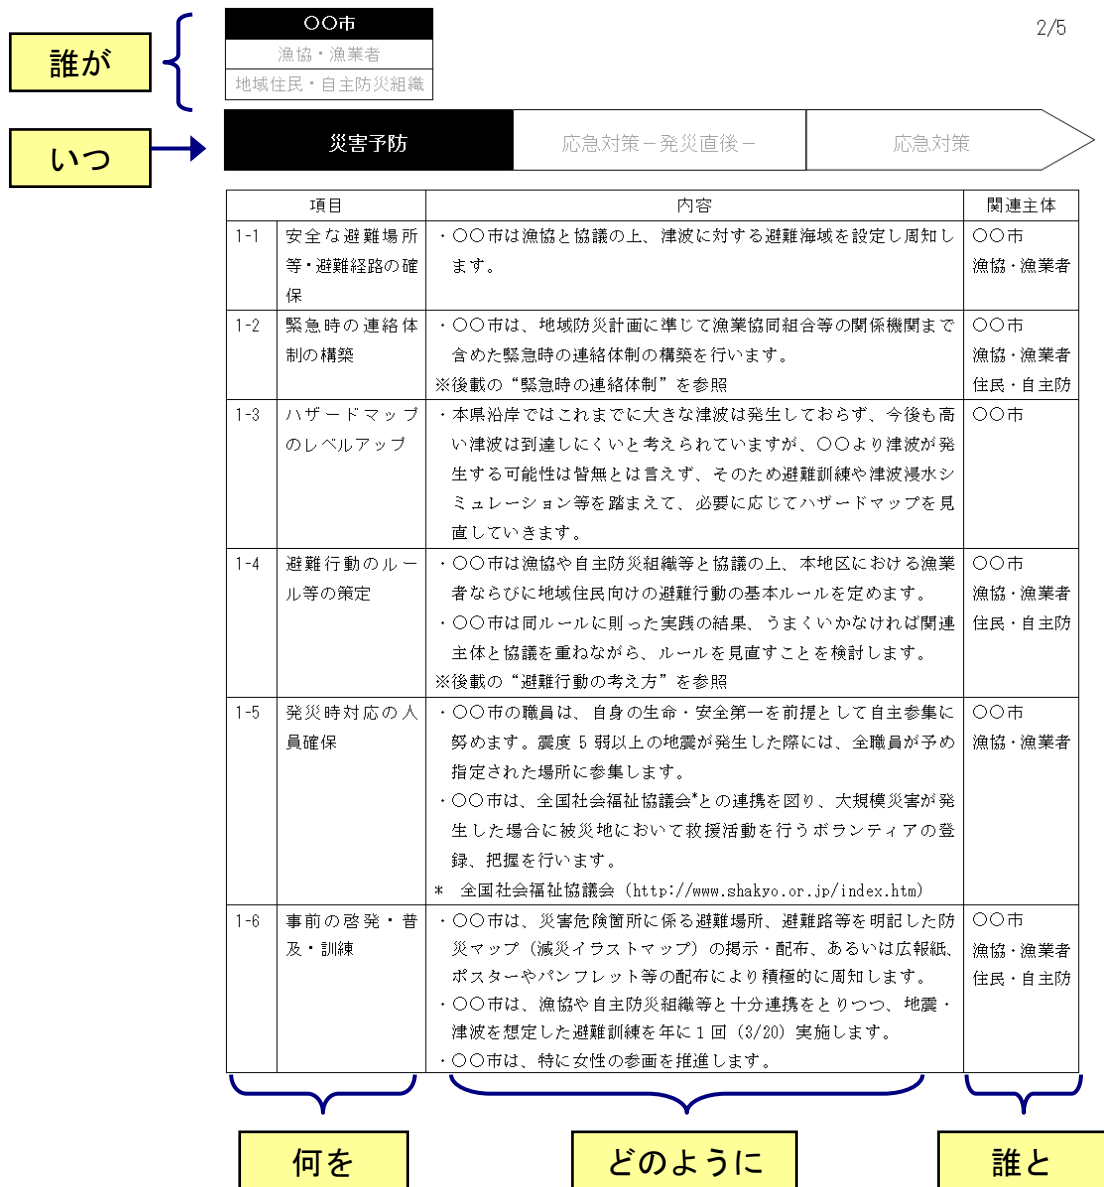 〇〇市
2/5
誰が
漁協・漁業者
地域住民・自主防災組織
いつ
災害予防
応急対策－発災直後－
応急対策
項目
内容
関連主体
1-1
安全な避難場所
等・避難経路の確
保
・〇〇市は漁協と協議の上、津波に対する避難海域を設定し周知し
ます。
〇〇市
漁協・漁業者
1-2
緊急時の連絡体
制の構築
・〇〇市は、地域防災計画に準じて漁業協同組合等の関係機関まで
含めた緊急時の連絡体制の構築を行います。
※後載の“緊急時の連絡体制”を参照
〇〇市
漁協・漁業者
住民・自主防
1-3
ハザードマップ
のレベルアップ
・本県沿岸ではこれまでに大きな津波は発生しておらず、今後も高
い津波は到達しにくいと考えられていますが、〇〇より津波が発
生する可能性は皆無とは言えず、そのため避難訓練や津波浸水シ
ミュレーション等を踏まえて、必要に応じてハザードマップを見
直していきます。
〇〇市
1-4
避難行動のルー
ル等の策定
・〇〇市は漁協や自主防災組織等と協議の上、本地区における漁業
者ならびに地域住民向けの避難行動の基本ルールを定めます。
・〇〇市は同ルールに則った実践の結果、うまくいかなければ関連
主体と協議を重ねながら、ルールを見直すことを検討します。
※後載の“避難行動の考え方”を参照
〇〇市
漁協・漁業者
住民・自主防
1-5
発災時対応の人
員確保
・〇〇市の職員は、自身の生命・安全第一を前提として自主参集に
努めます。震度 5 弱以上の地震が発生した際には、全職員が予め
指定された場所に参集します。
・〇〇市は、全国社会福祉協議会*との連携を図り、大規模災害が発
生した場合に被災地において救援活動を行うボランティアの登
録、把握を行います。
* 全国社会福祉協議会（http://www.shakyo.or.jp/index.htm）
〇〇市
漁協・漁業者
1-6
事前の啓発・普
及・訓練
・〇〇市は、災害危険箇所に係る避難場所、避難路等を明記した防
災マップ（減災イラストマップ）の掲示・配布、あるいは広報紙、
ポスターやパンフレット等の配布により積極的に周知します。
・〇〇市は、漁協や自主防災組織等と十分連携をとりつつ、地震・
津波を想定した避難訓練を年に１回（3/20）実施します。
・〇〇市は、特に女性の参画を推進します。
〇〇市
漁協・漁業者
住民・自主防
何を
どのように
誰と